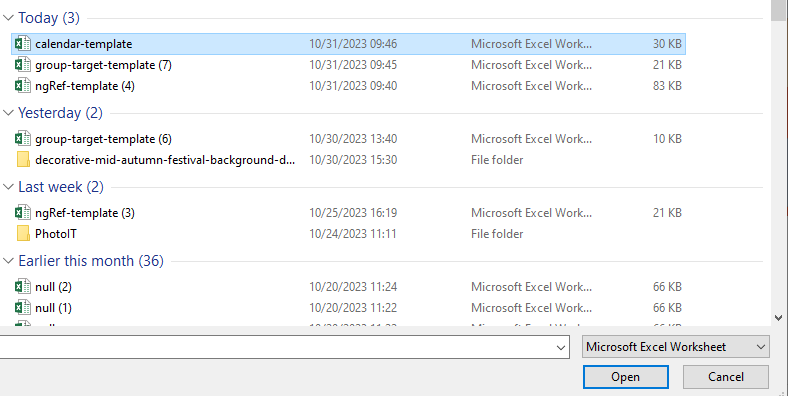 Today (3)
calendar-template 10/31/2023 09:46 Microsoft Excel Work... 30 KB
group-target-template (7) 10/31/2023 09:45 Microsoft Excel Work... 21 KB
ngRef-template (4) 10/31/2023 09:40 Microsoft Excel Work... 83 KB
Yesterday (2)
group-target-template (6) 10/30/2023 13:40 Microsoft Excel Work... 10 KB
decorative-mid-autumn-festival-background-d... 10/30/2023 15:30 File folder
Last week (2)
ngRef-template (3) 10/25/2023 16:19 Microsoft Excel Work... 21 KB
PhotoIT 10/24/2023 11:11 File folder
Earlier this month (36)
null (2) 10/20/2023 11:24 Microsoft Excel Work... 66 KB
null (1) 10/20/2023 11:22 Microsoft Excel Work... 66 KB
Microsoft Excel Worksheet
Open Cancel